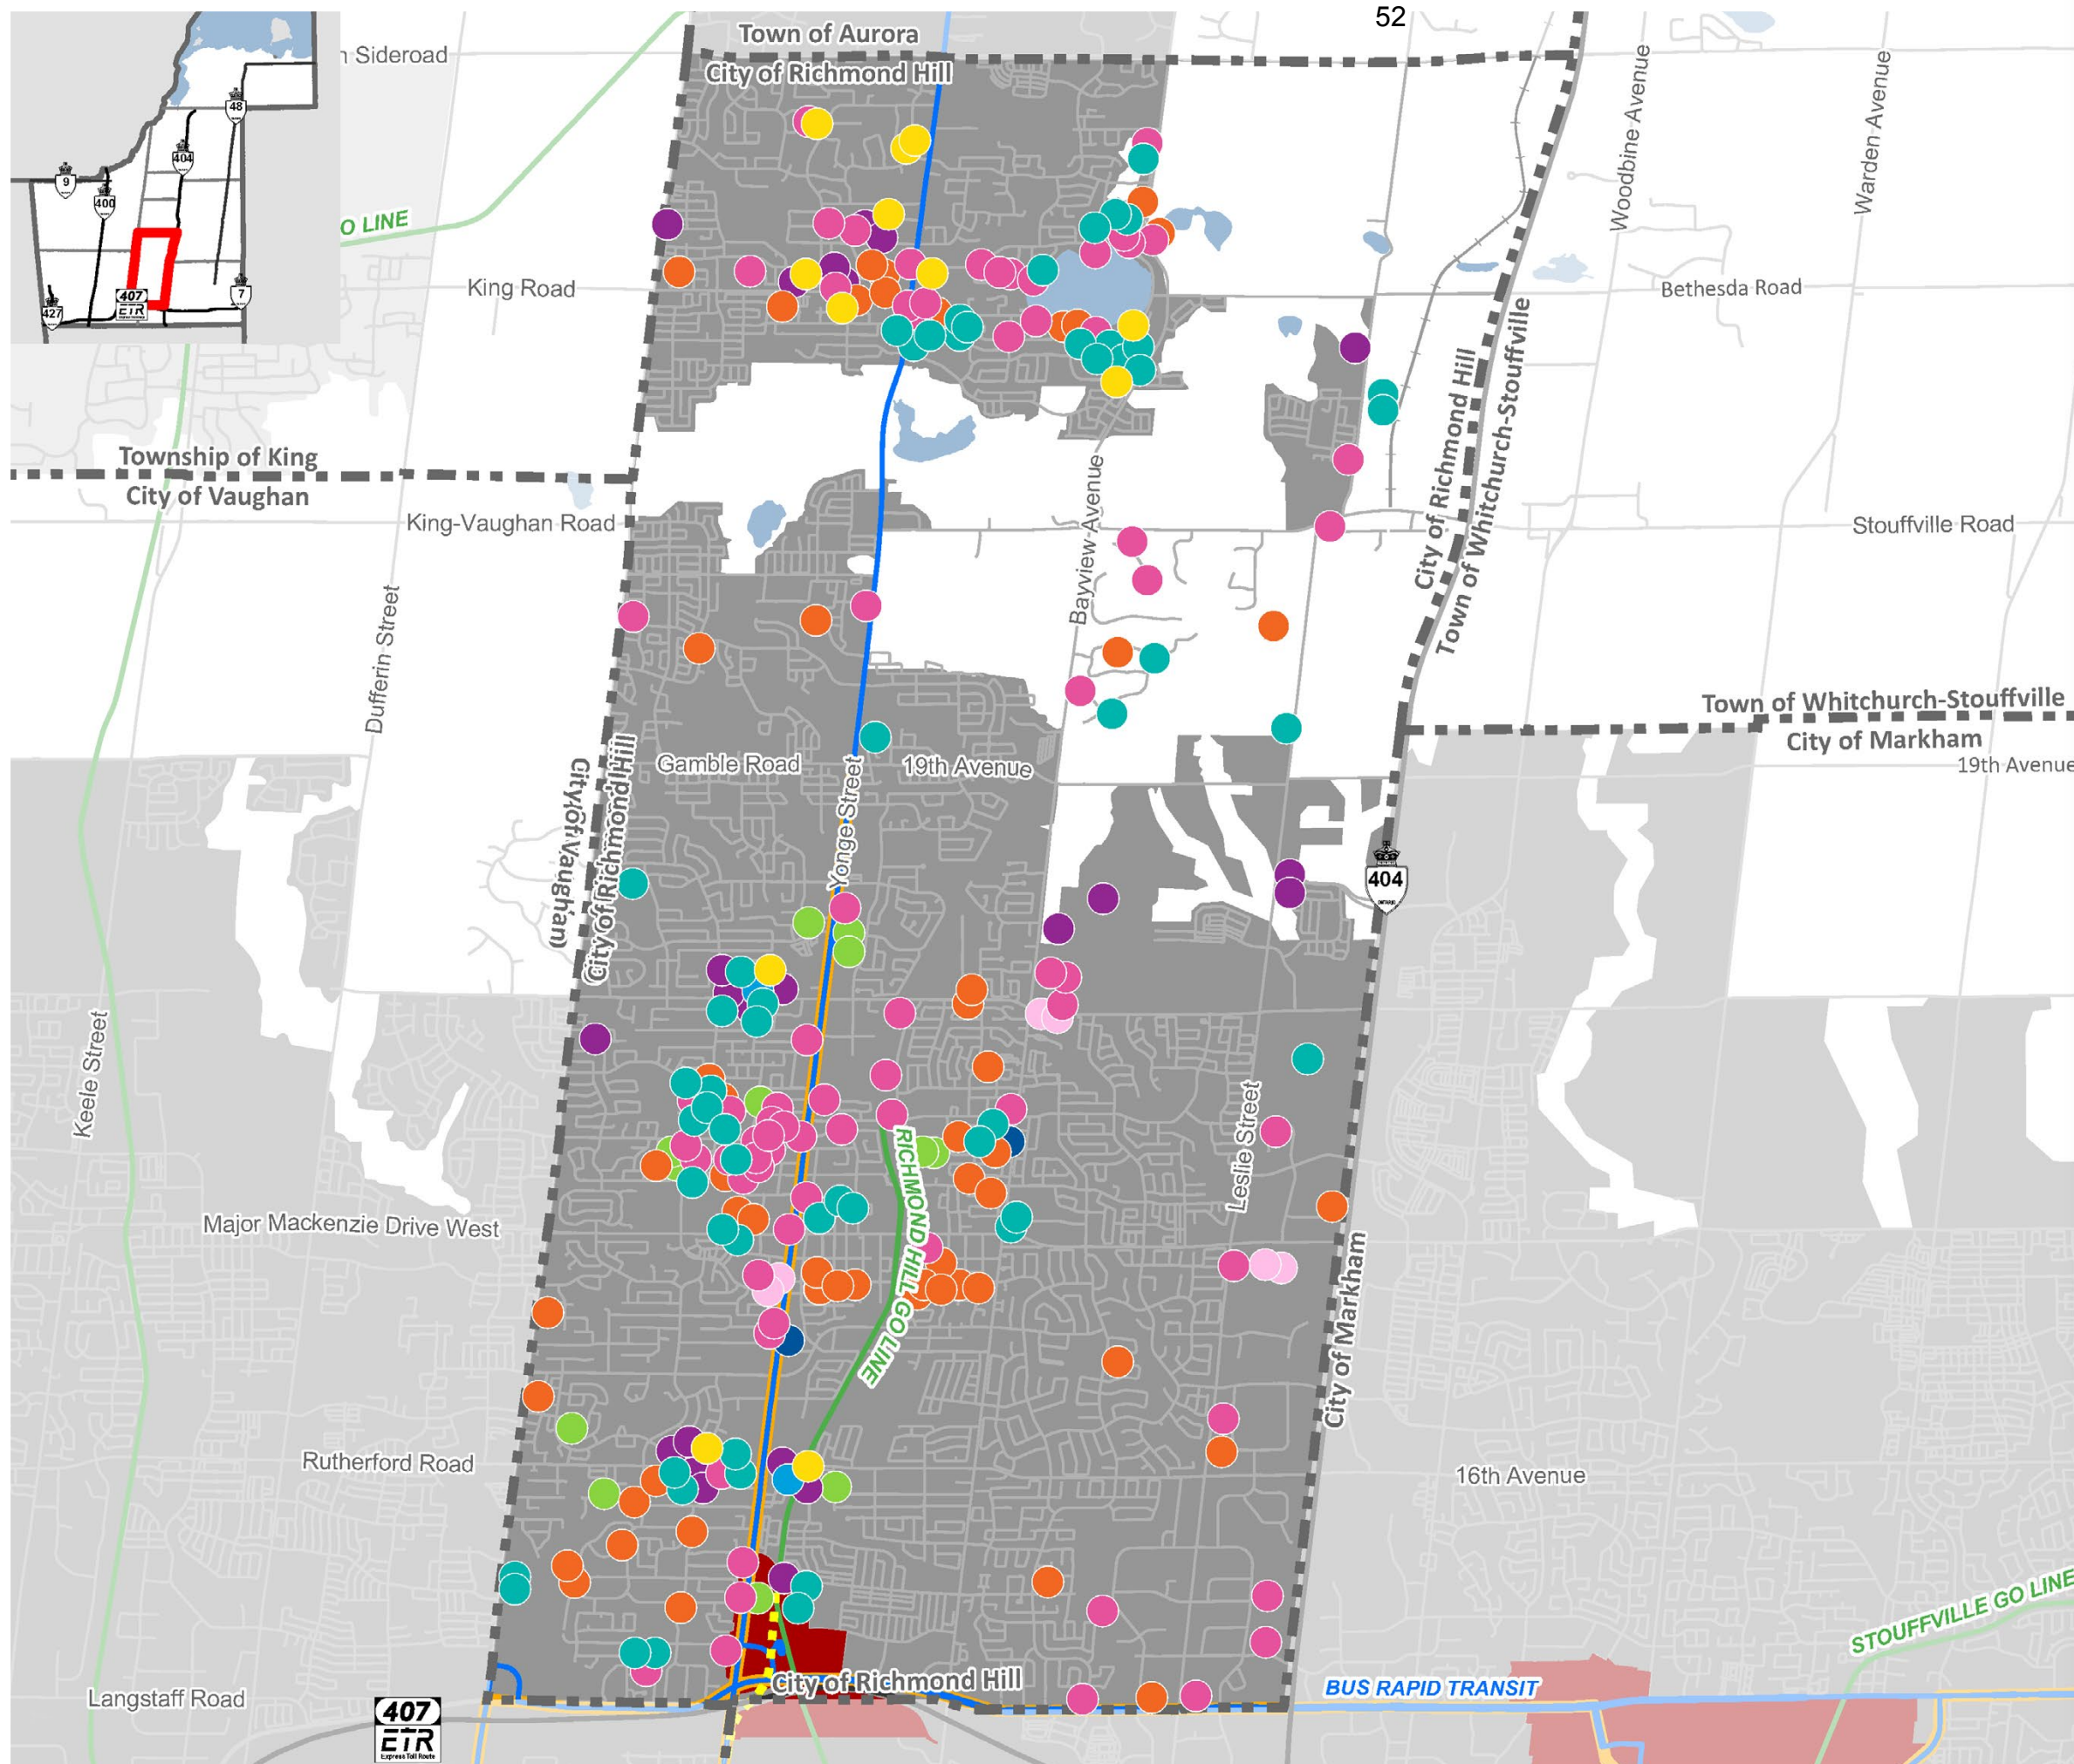 52
Town of Aurora
City of Richmond Hill
Sideroad
48
404
9
400
407
ETR
7
427
O LINE
King Road
Bethesda Road
Woodbine Avenue
Warden Avenue
Township of King
City of Vaughan
King-Vaughan Road
Stouffville Road
City of Richmond Hill
Town of Whitchurch-Stouffville
Bayview Avenue
Dufferin Street
Town of Whitchurch-Stouffville
City of Markham
19th Avenue
Gamble Road
19th Avenue
Yonge Street
City of Vaughan
City of Richmond Hill
404
ONTARIO
Keele Street
Leslie Street
RICHMOND HILL GO LINE
Major Mackenzie Drive West
City of Markham
Rutherford Road
16th Avenue
STOUFFVILLE GO LINE
City of Richmond Hill
BUS RAPID TRANSIT
Langstaff Road
407
ETR
Express Toll Route